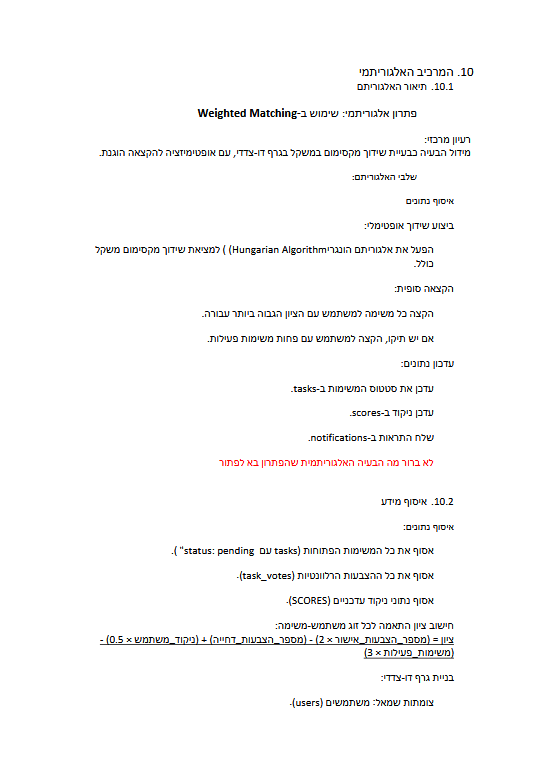 10. המרכיב האלגוריתמי
10.1. תיאור האלגוריתם
פתרון אלגוריתמי: שימוש ב-Weighted Matching
רעיון מרכזי:
מידול הבעיה כבעיית שידוך מקסימום במשקל בגרף דו-צדדי, עם אופטימיזציה להקצאה הוגנת.
שלבי האלגוריתם:
איסוף נתונים
ביצוע שידוך אופטימלי:
הפעל את אלגוריתם הונגריHungarian Algorithm) ) למציאת שידוך מקסימום משקל
כולל.
הקצאה סופית:
הקצה כל משימה למשתמש עם הציון הגבוה ביותר עבורה.
אם יש תיקו, הקצה למשתמש עם פחות משימות פעילות.
עדכון נתונים:
עדכן את סטטוס המשימות ב-tasks.
עדכן ניקוד ב-scores.
שלח התראות ב-notifications.
לא ברור מה הבעיה האלגוריתמית שהפתרון בא לפתור
10.2. איסוף מידע
איסוף נתונים:
אסוף את כל המשימות הפתוחות (tasks עם status: pending" ).
אסוף את כל ההצבעות הרלוונטיות (task_votes).
אסוף נתוני ניקוד עדכניים (SCORES).
חישוב ציון התאמה לכל זוג משתמש-משימה:
ציון = (מספר_הצבעות_אישור × 2) - (מספר_הצבעות_דחייה) + (ניקוד_משתמש × 0.5) -
(משימות_פעילות × 3)
בניית גרף דו-צדדי:
צומתות שמאל: משתמשים (users).